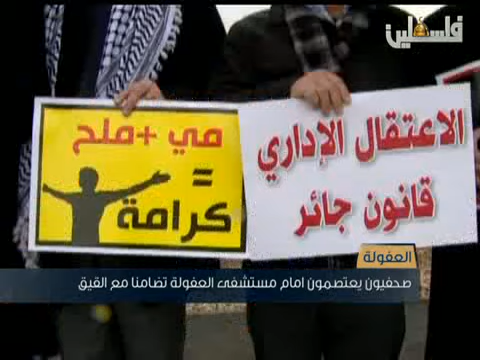 فلسطين
الاعتقال الإداري
قانون جائر
مي + ملح
=
كرامة
العفولة
صحفيون يعتصمون امام مستشفى العفولة تضامنا مع القيق